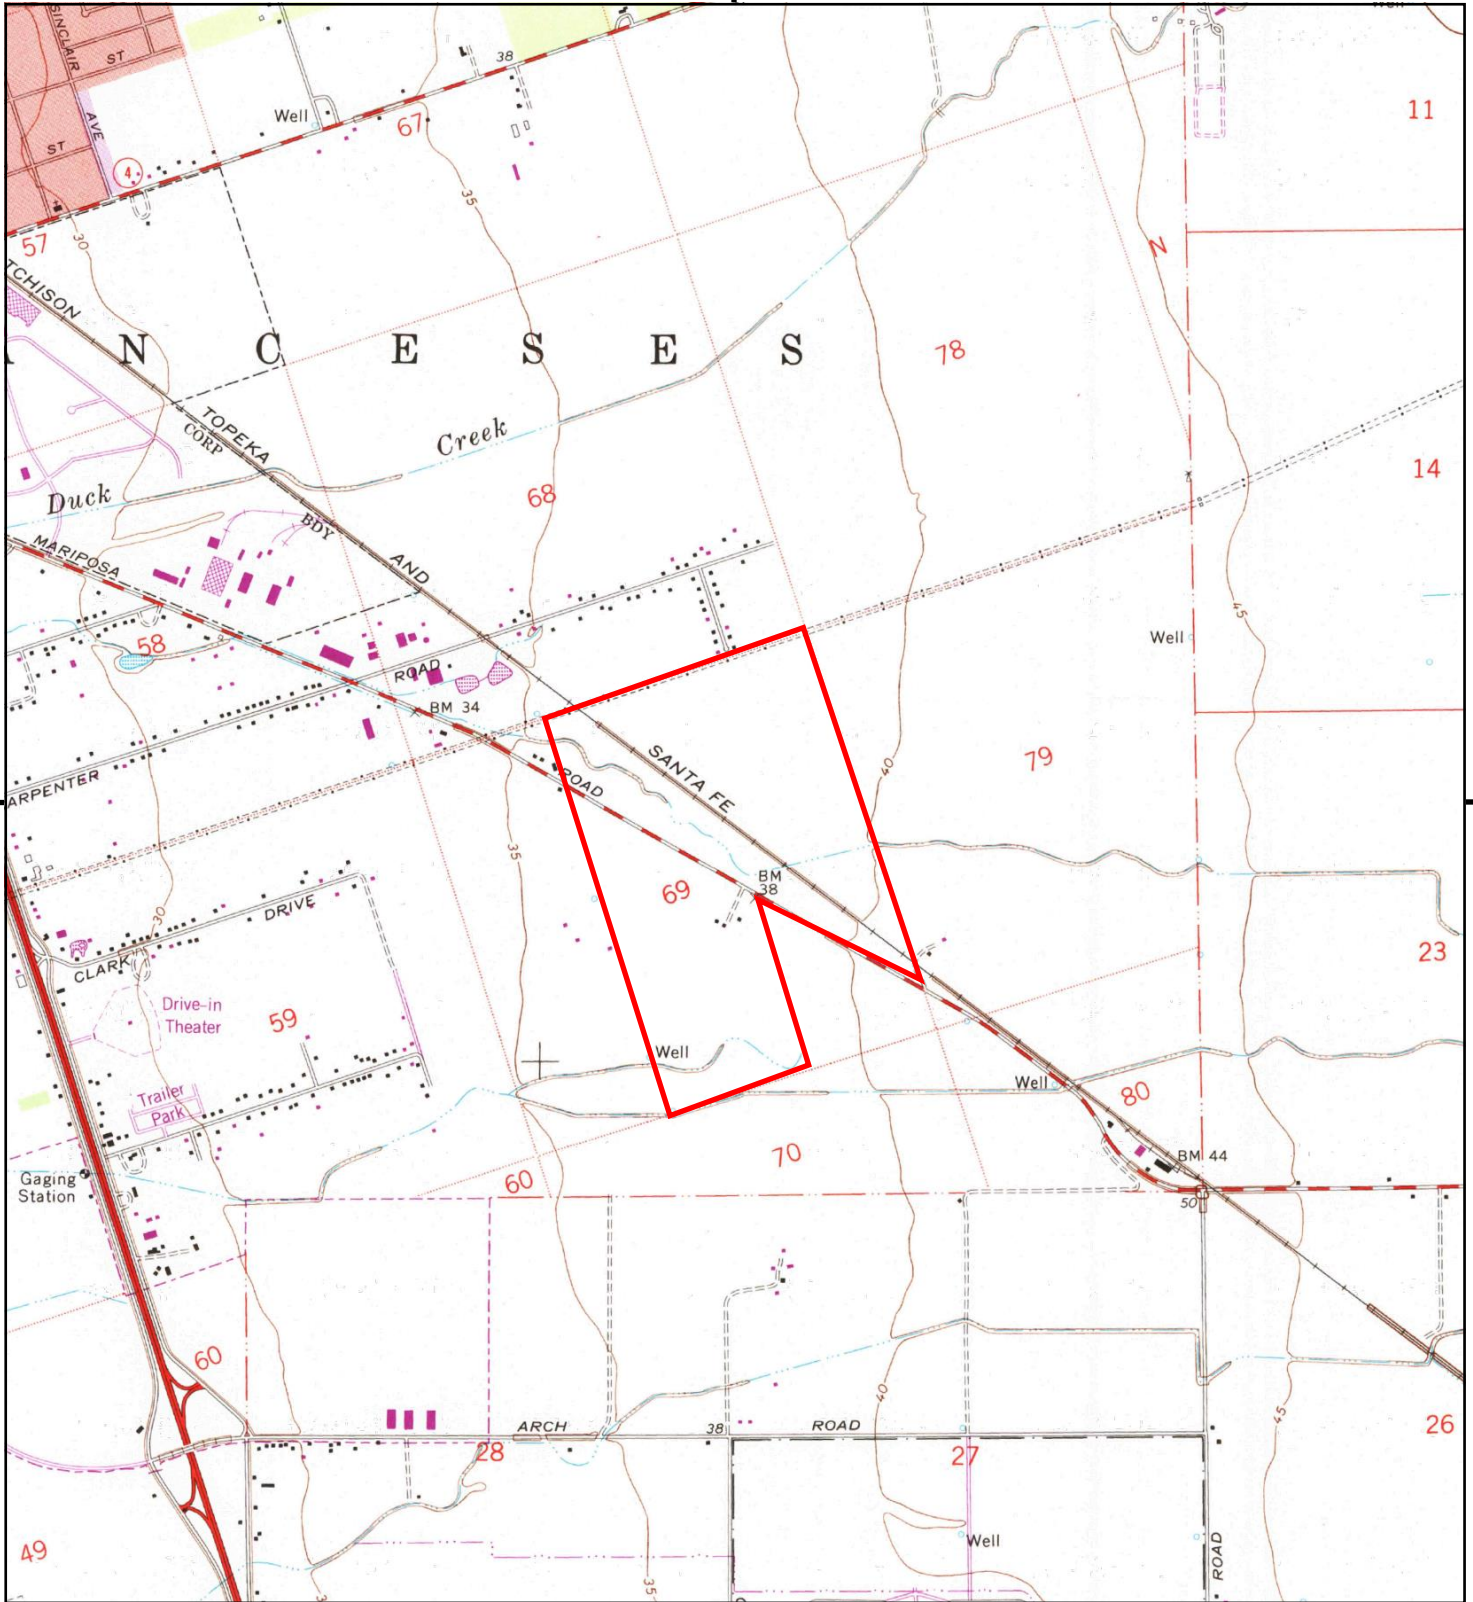 SINCLAIR
ST
38
11
Well
67
AVE
ST
4
35
57
30
N
TCHISON
N C E S E S
78
TOPEKA
CORP
Creek
14
Duck
68
BDY
MARIPOSA
AND
45
58
Well
ROAD
BM 34
SANTA FE
79
40
ROAD
ARPENTER
35
BM
38
69
30
DRIVE
CLARK
23
Drive-in
Theater
59
Well
Well
80
Trailer
Park
70
BM 44
Gaging
Station
60
50
60
40
45
ARCH
38
ROAD
26
28
27
49
Well
ROAD
35